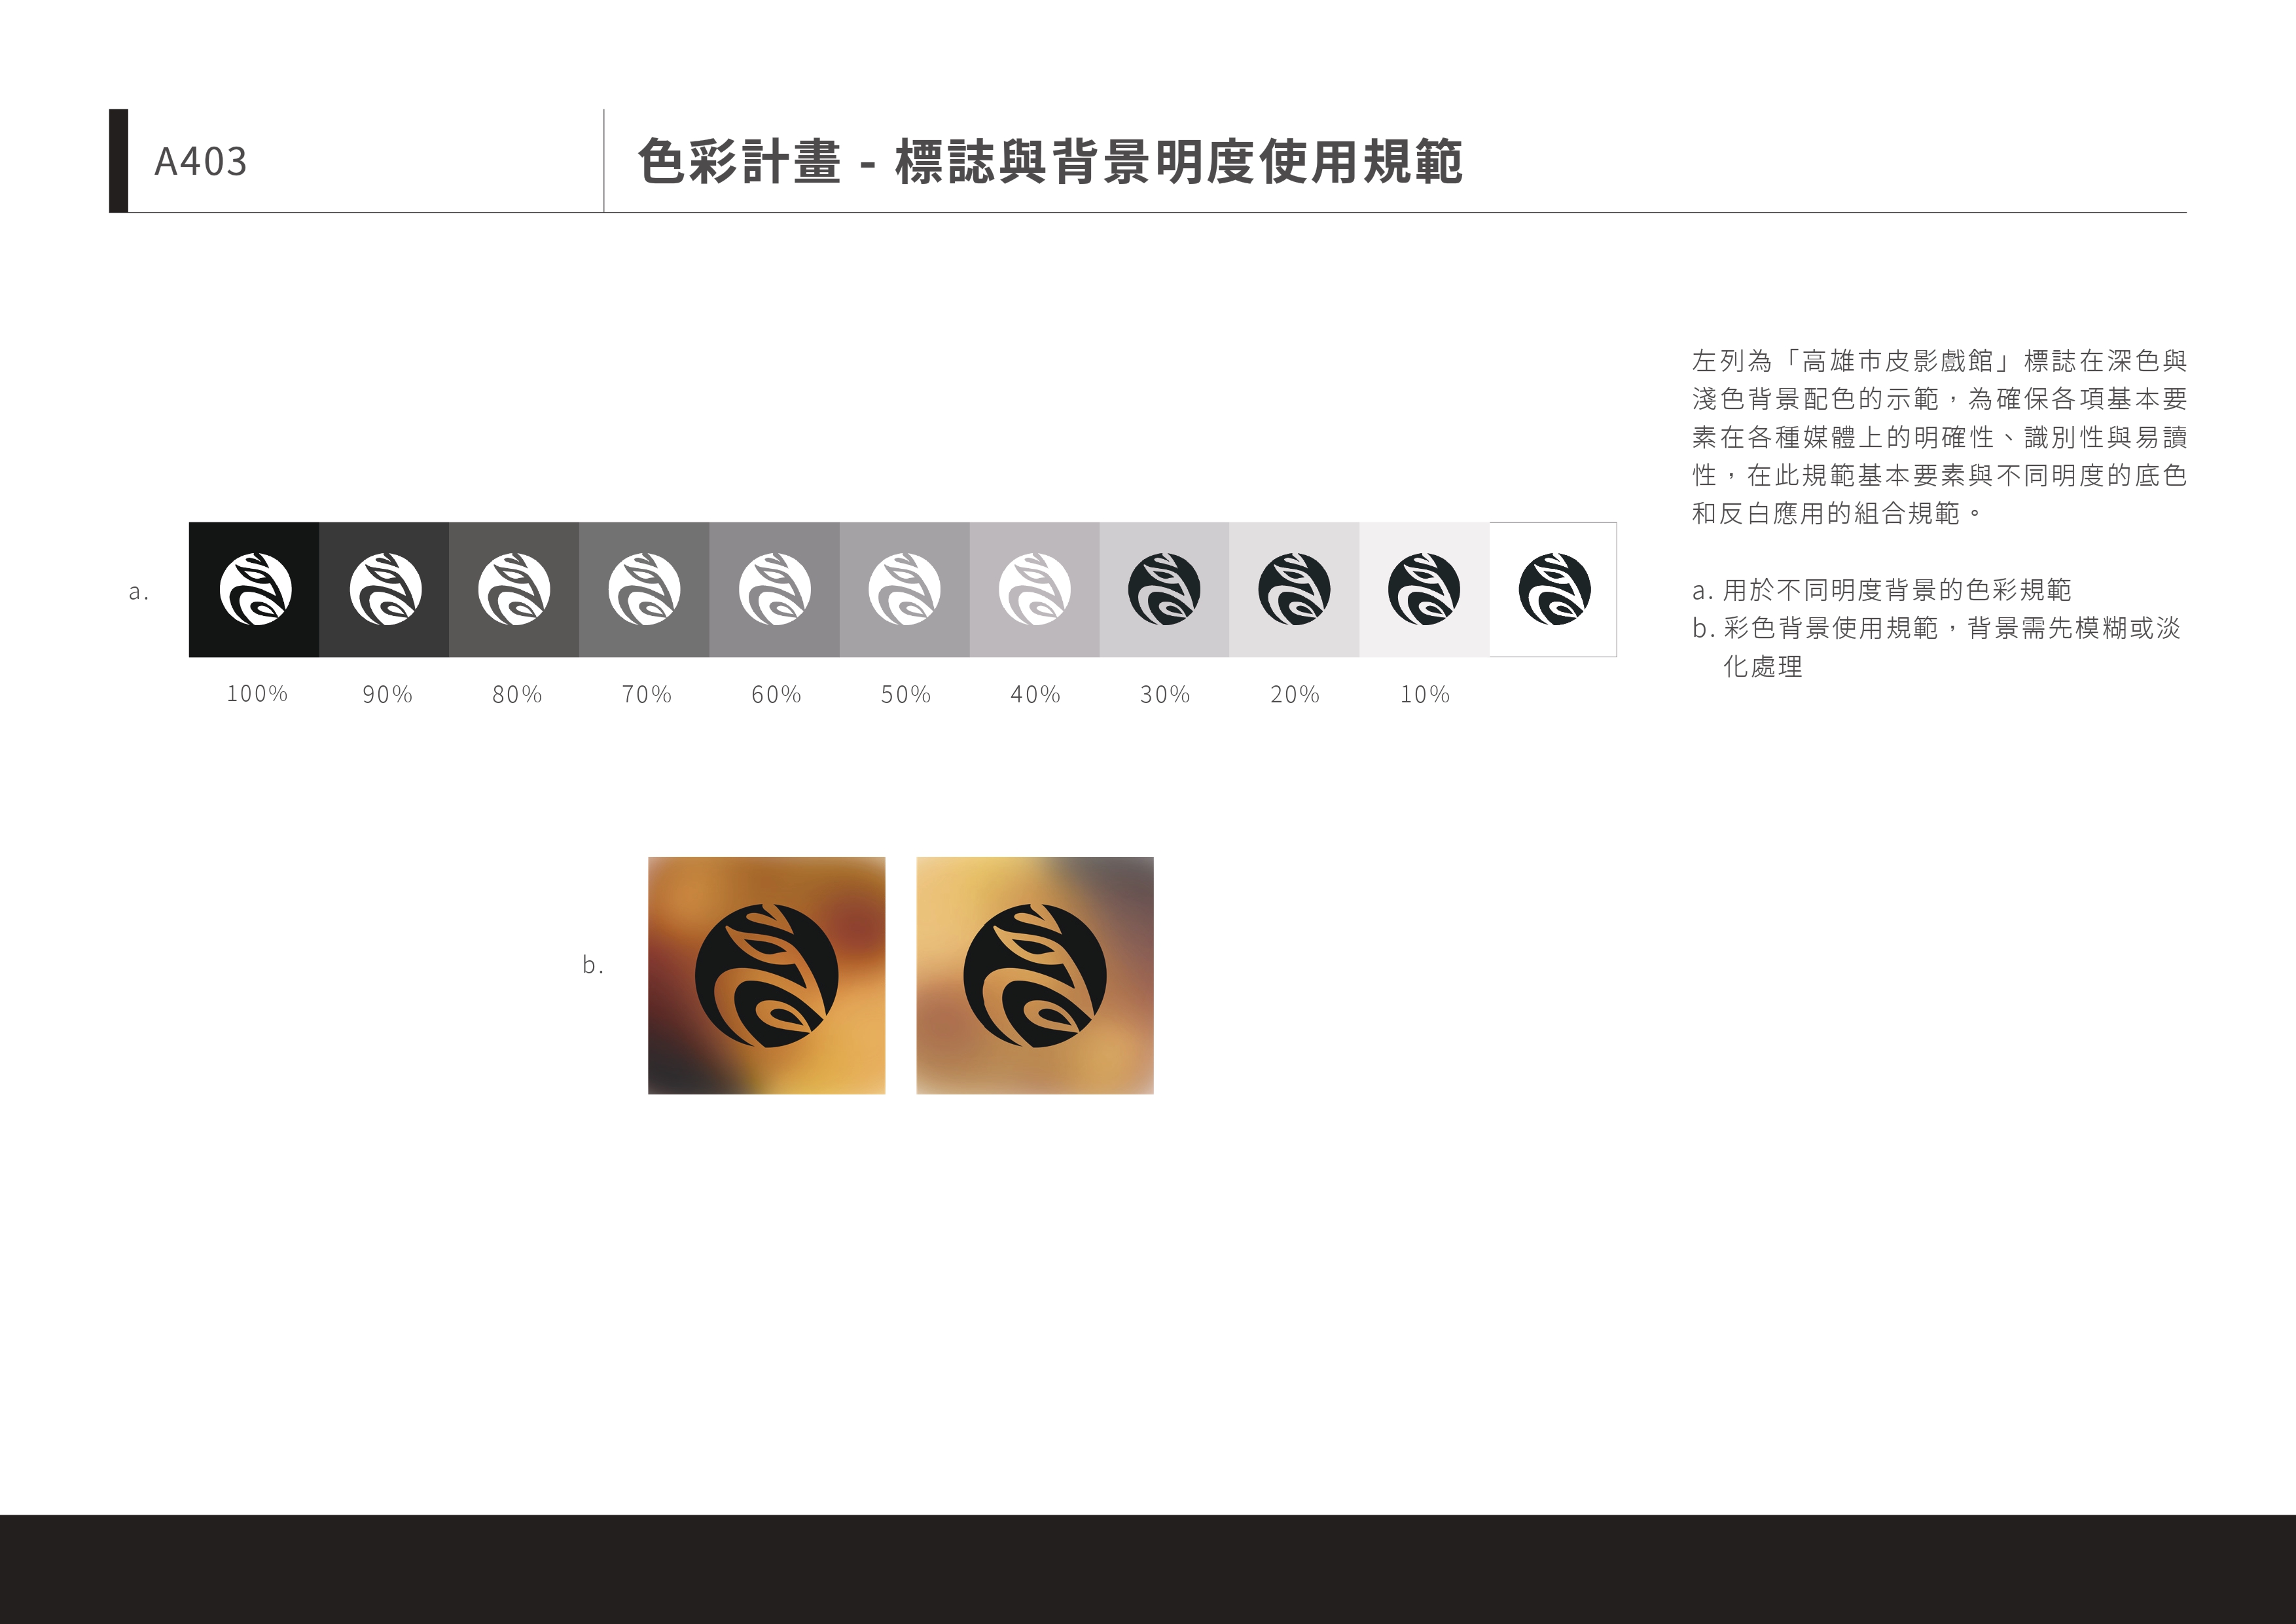 A403
色彩計畫 - 標誌與背景明度使用規範
左列為「高雄市皮影戲館」標誌在深色與
淺色背景配色的示範，為確保各項基本要
素在各種媒體上的明確性、識別性與易讀
性，在此規範基本要素與不同明度的底色
和反白應用的組合規範。
a. 用於不同明度背景的色彩規範
b. 彩色背景使用規範，背景需先模糊或淡
化處理
a.
100% 90% 80% 70% 60% 50% 40% 30% 20% 10%
b.